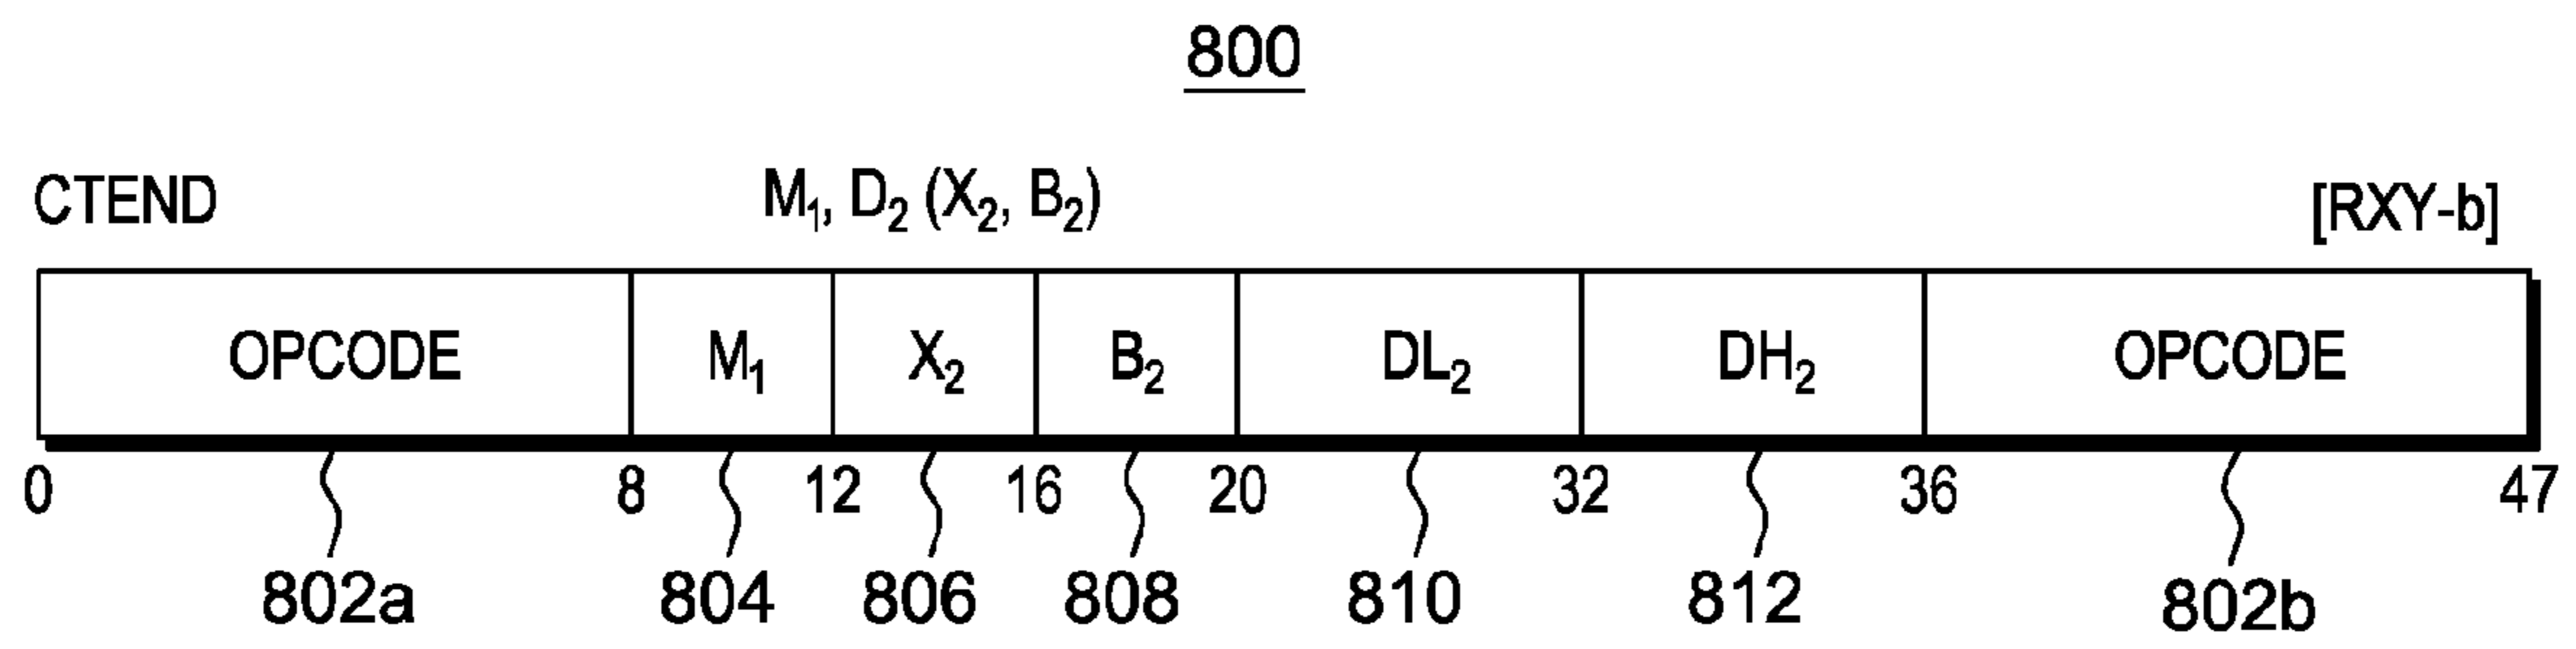 800
CTEND M₁, D₂ (X₂, B₂) [RXY-b]
OPCODE M₁ X₂ B₂ DL₂ DH₂ OPCODE
0 8 12 16 20 32 36 47
802a 804 806 808 810 812 802b